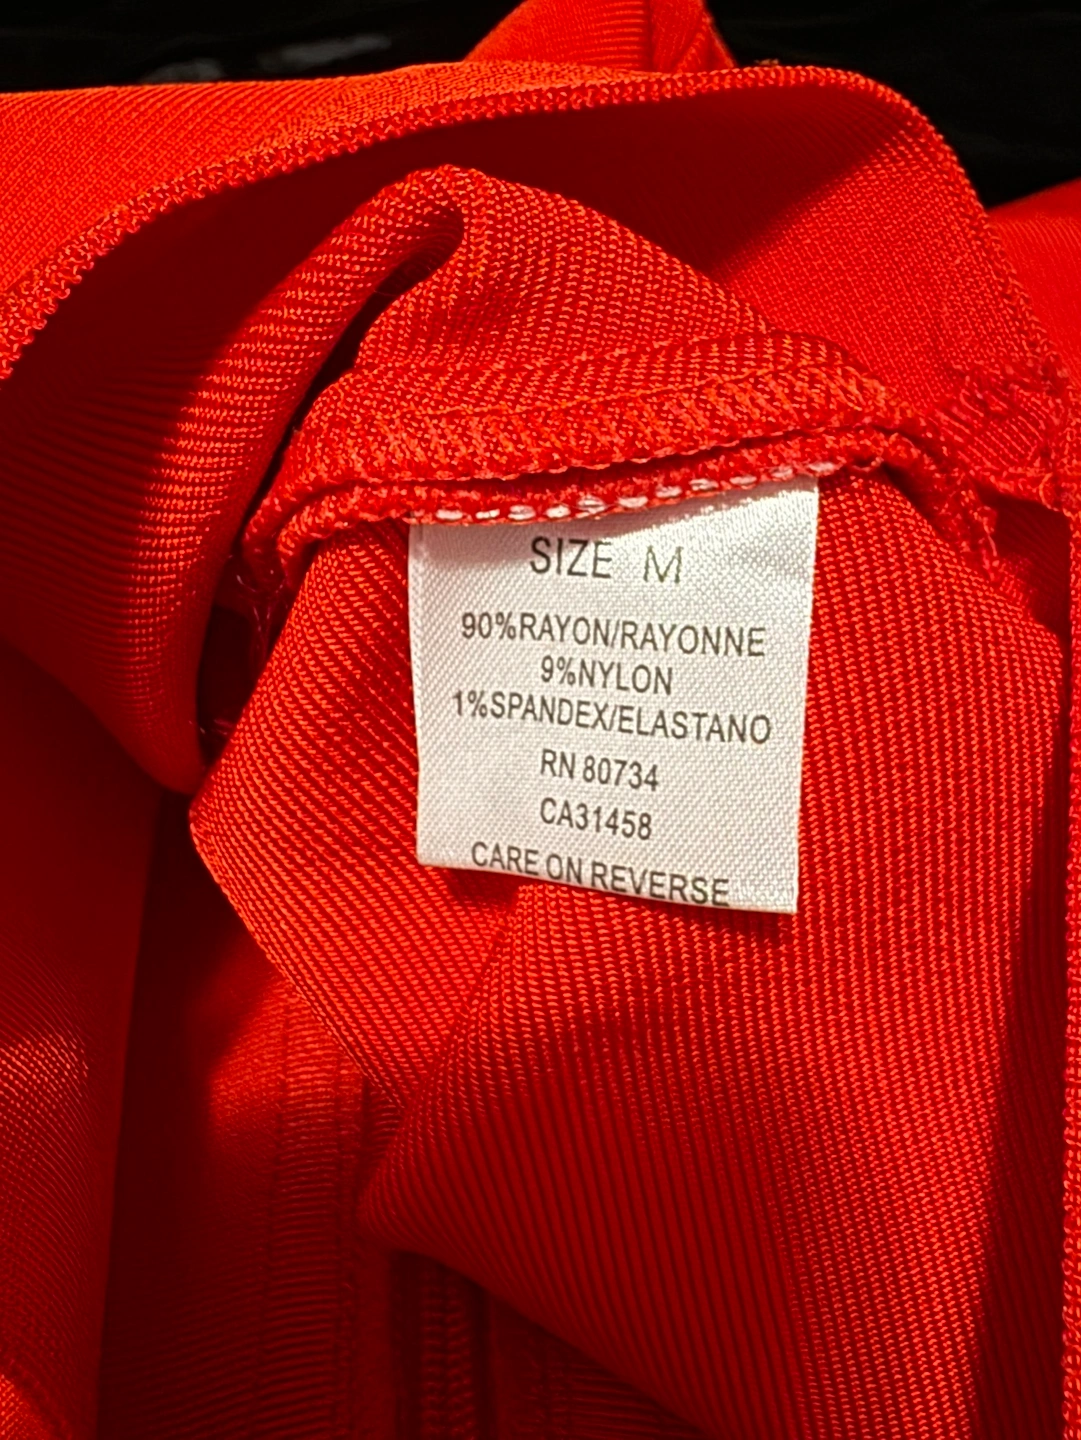 SIZE M
90%RAYON/RAYONNE
9%NYLON
1%SPANDEX/ELASTANO
RN 80734
CA31458
CARE ON REVERSE